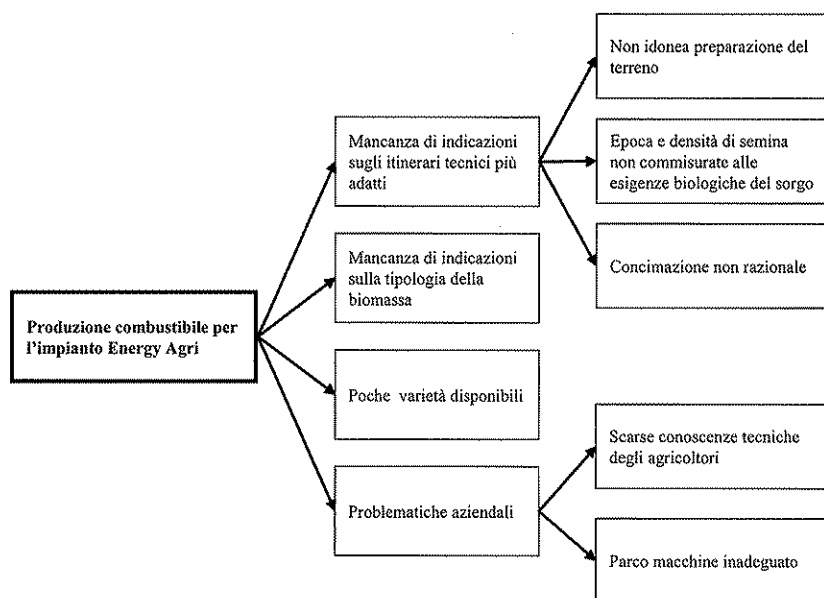 Non idonea preparazione del
terreno
Mancanza di indicazioni
sugli itinerari tecnici più
adatti
Epoca e densità di semina
non commisurate alle
esigenze biologiche del sorgo
Mancanza di indicazioni
sulla tipologia della
biomassa
Concimazione non razionale
Produzione combustibile per
l'impianto Energy Agri
Poche varietà disponibili
Scarse conoscenze tecniche
degli agricoltori
Problematiche aziendali
Parco macchine inadeguato